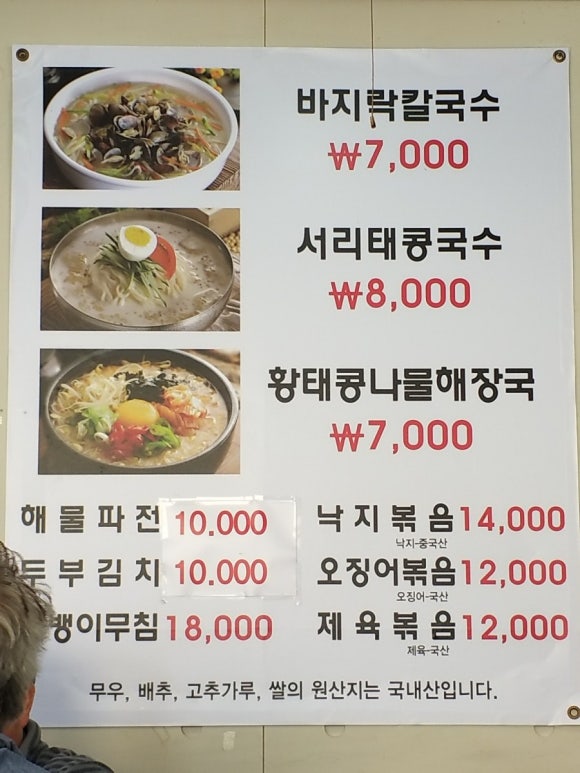 바지락칼국수
₩7,000
서리태콩국수
₩8,000
황태콩나물해장국
₩7,000
해물파전 10.000
두부김치 10.000
뱅이무침 18,000
낙지볶음 14,000
낙지-중국산
오징어볶음 12,000
오징어-국산
제육볶음 12,000
제육-국산
무우, 배추, 고추가루, 쌀의 원산지는 국내산입니다.